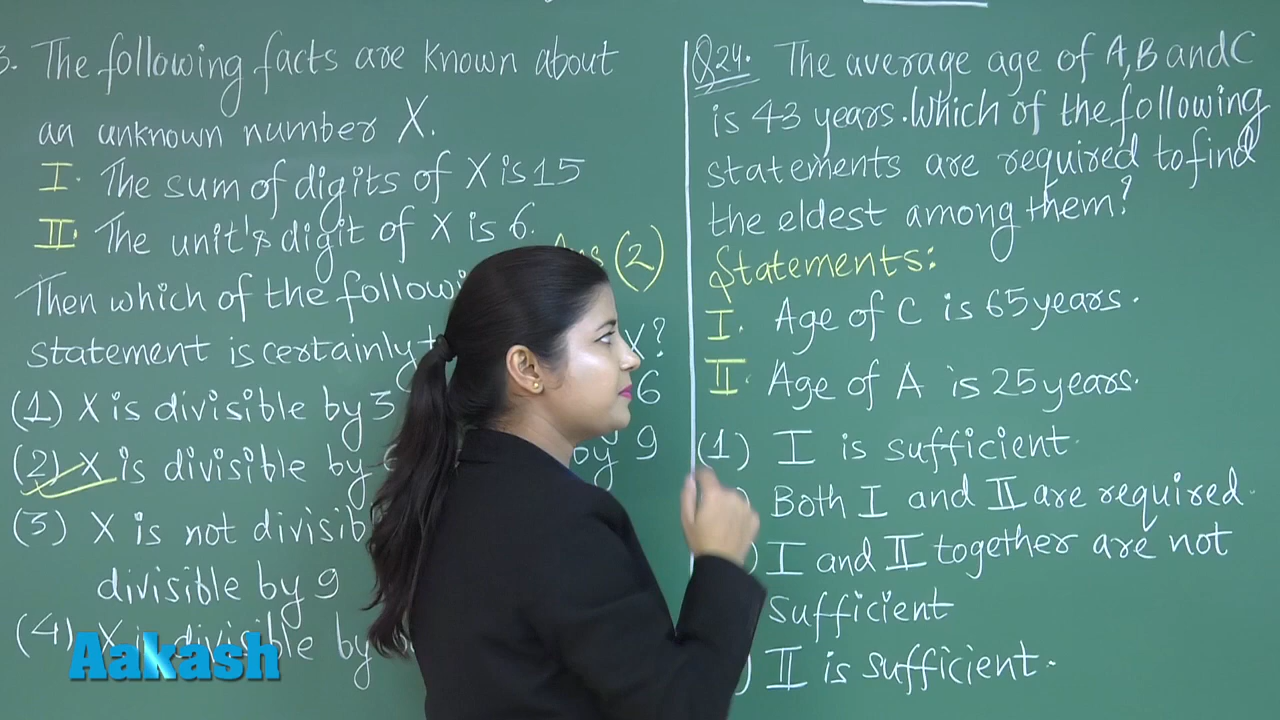 3. The following facts are known about
an unknown number X.
I. The sum of digits of X is 15
II. The unit's digit of X is 6.
Ans (2)
Then which of the followi
statement is certainly t X?
(1) X is divisible by 3 6
(2) X is divisible by 6 by 9
(3) X is not divisib
divisible by 9
(4) X is divisible by
Aakash
Q24. The average age of A, B and C
is 43 years. Which of the following
statements are required to find
the eldest among them?
Statements:
I. Age of C is 65 years.
II. Age of A is 25 years.
(1) I is sufficient.
) Both I and II are required.
) I and II together are not
sufficient
) II is sufficient.